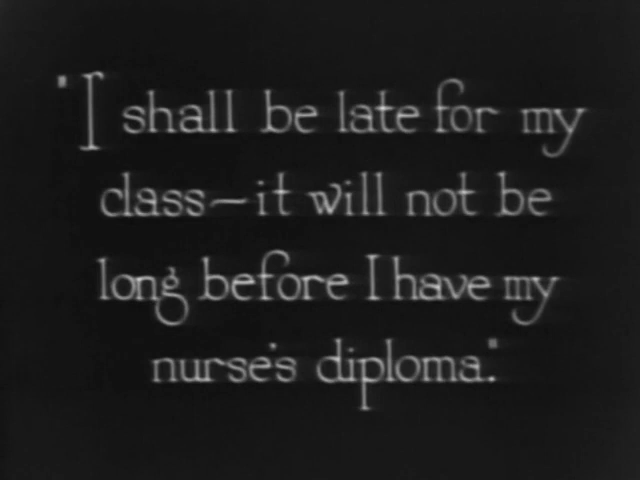 "I shall be late for my
class—it will not be
long before I have my
nurse's diploma."